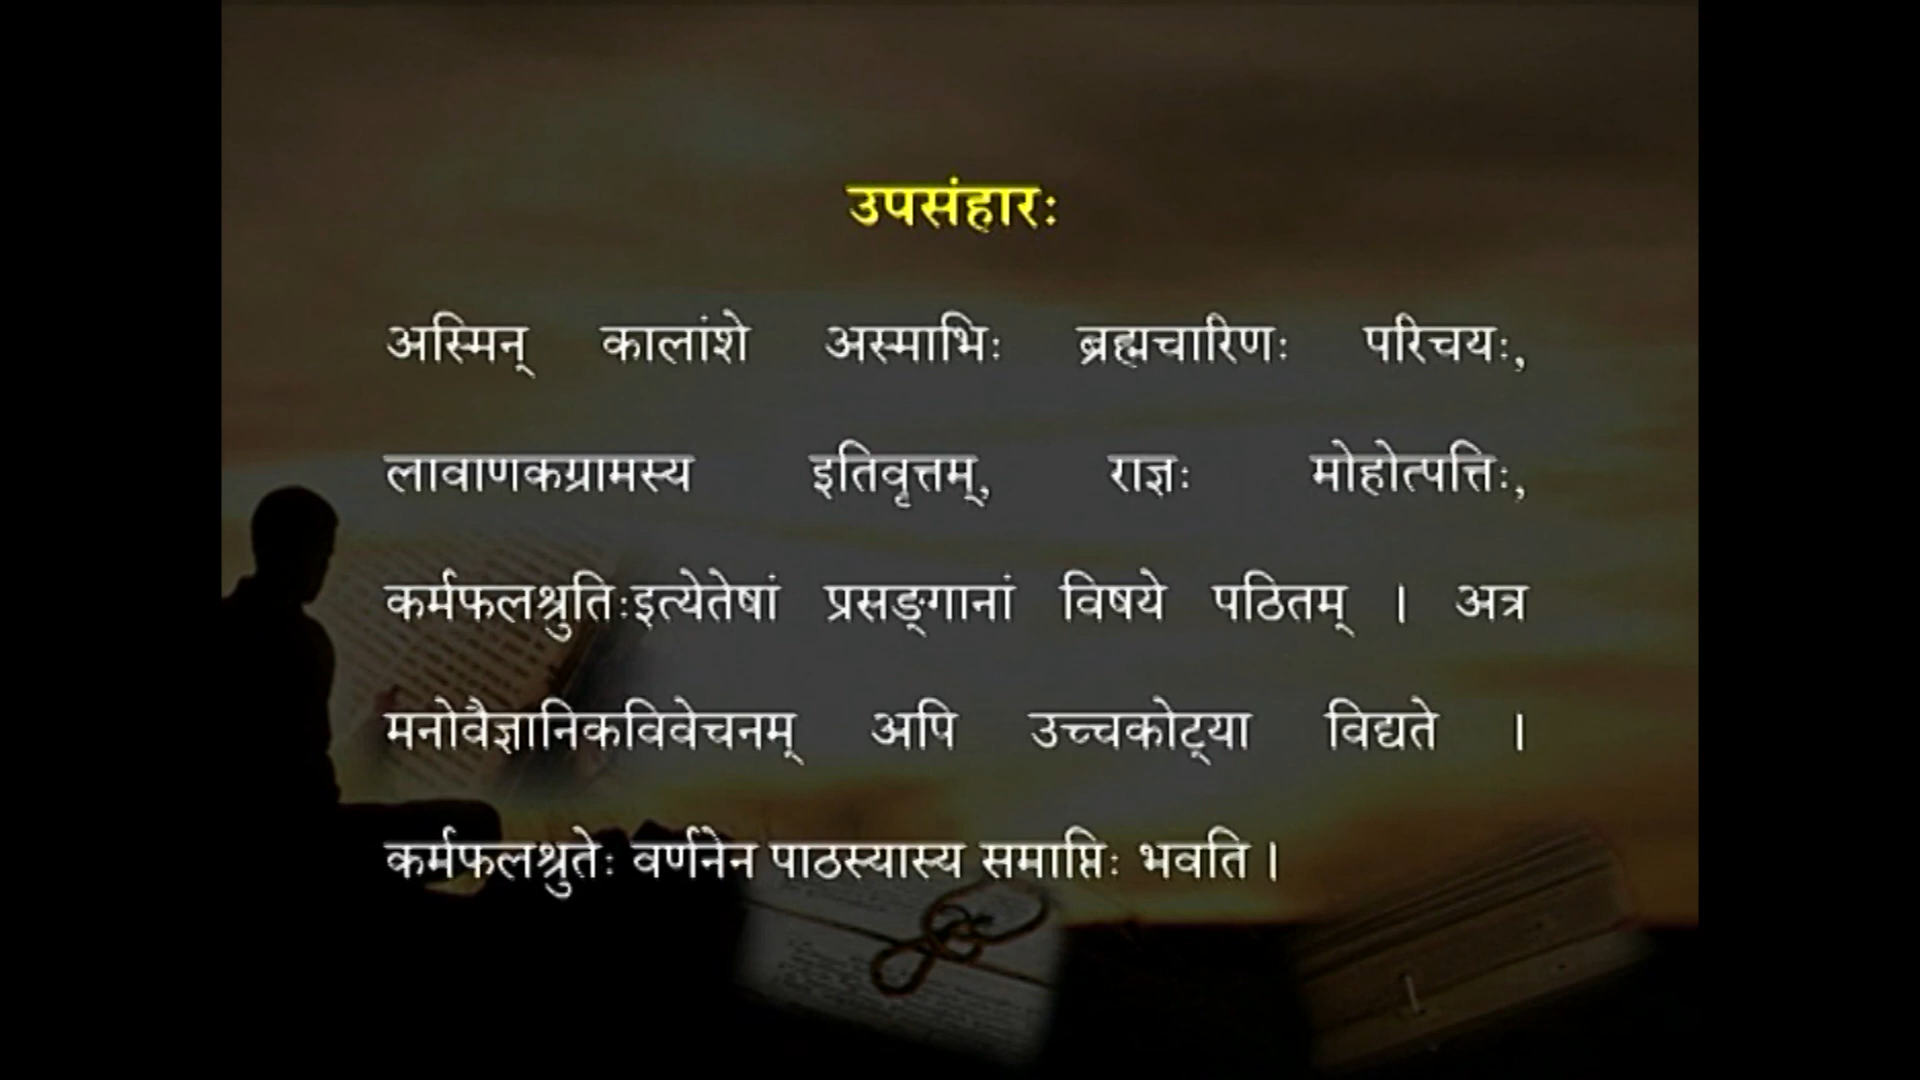 उपसंहारः
अस्मिन् कालांशे अस्माभिः ब्रह्मचारिणः परिचयः,
लावाणकग्रामस्य इतिवृत्तम्, राज्ञः मोहोत्पत्तिः,
कर्मफलश्रुतिःइत्येतेषां प्रसङ्गानां विषये पठितम् । अत्र
मनोवैज्ञानिकविवेचनम् अपि उच्चकोट्या विद्यते ।
कर्मफलश्रुतेः वर्णनेन पाठस्यास्य समाप्तिः भवति ।